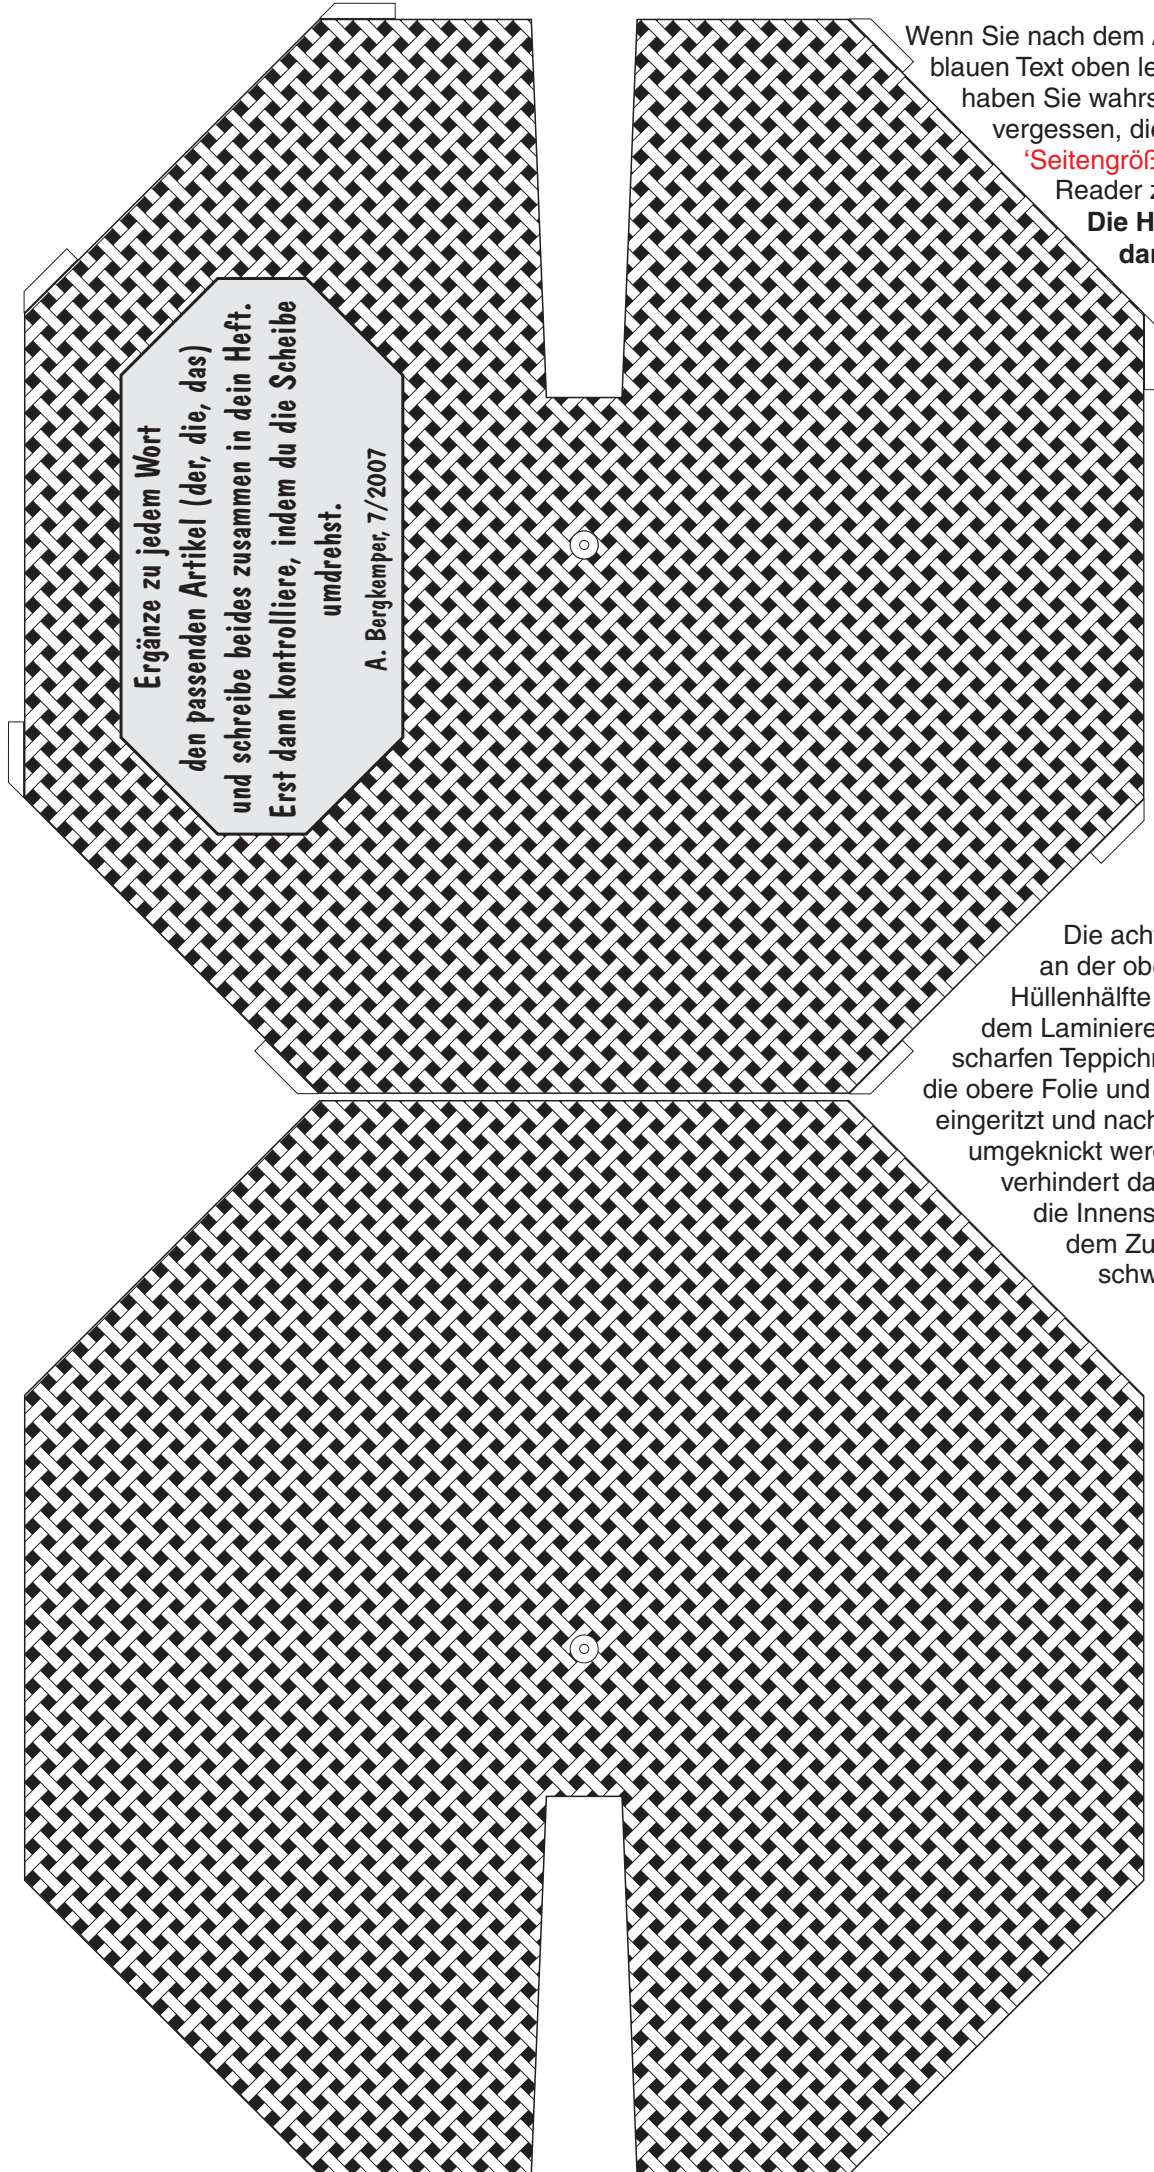 Wenn Sie nach dem
blauen Text oben le
haben Sie wahrs
vergessen, die
‘Seitengröß
Reader z
Die H
dar
Ergänze zu jedem Wort
den passenden Artikel (der, die, das)
und schreibe beides zusammen in dein Heft.
Erst dann kontrolliere, indem du die Scheibe
umdrehst.
A. Bergkemper, 7/2007
Die ach
an der obe
Hüllenhälfte
dem Laminiere
scharfen Teppich
die obere Folie und
eingeritzt und nach
umgeknickt wer
verhindert da
die Innens
dem Zu
schw